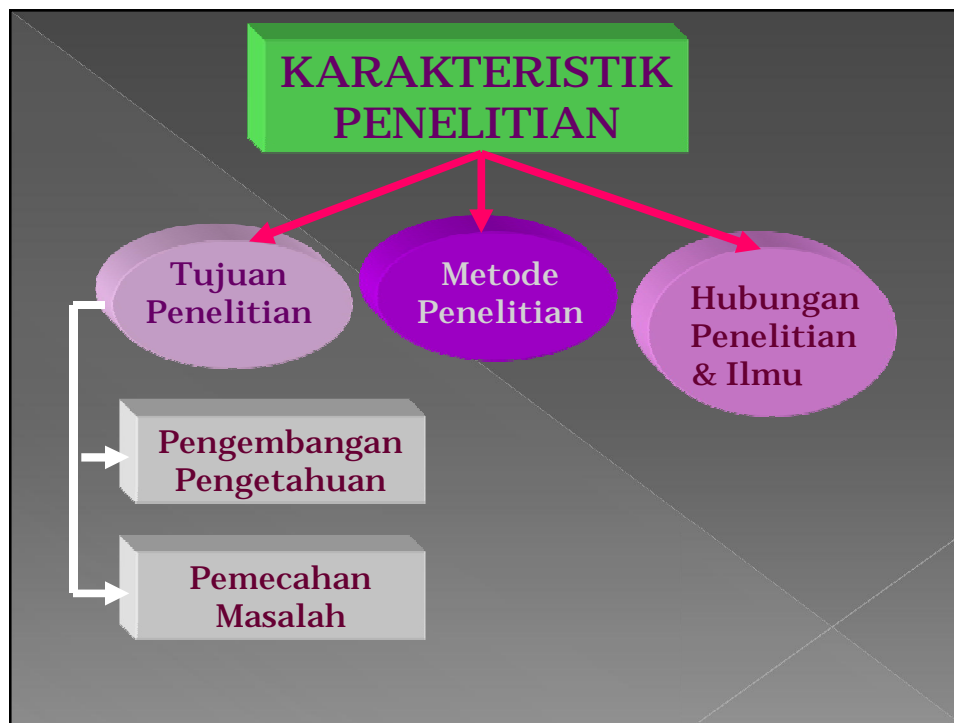 KARAKTERISTIK
PENELITIAN
Tujuan
Penelitian
Metode
Penelitian
Hubungan
Penelitian
& Ilmu
Pengembangan
Pengetahuan
Pemecahan
Masalah